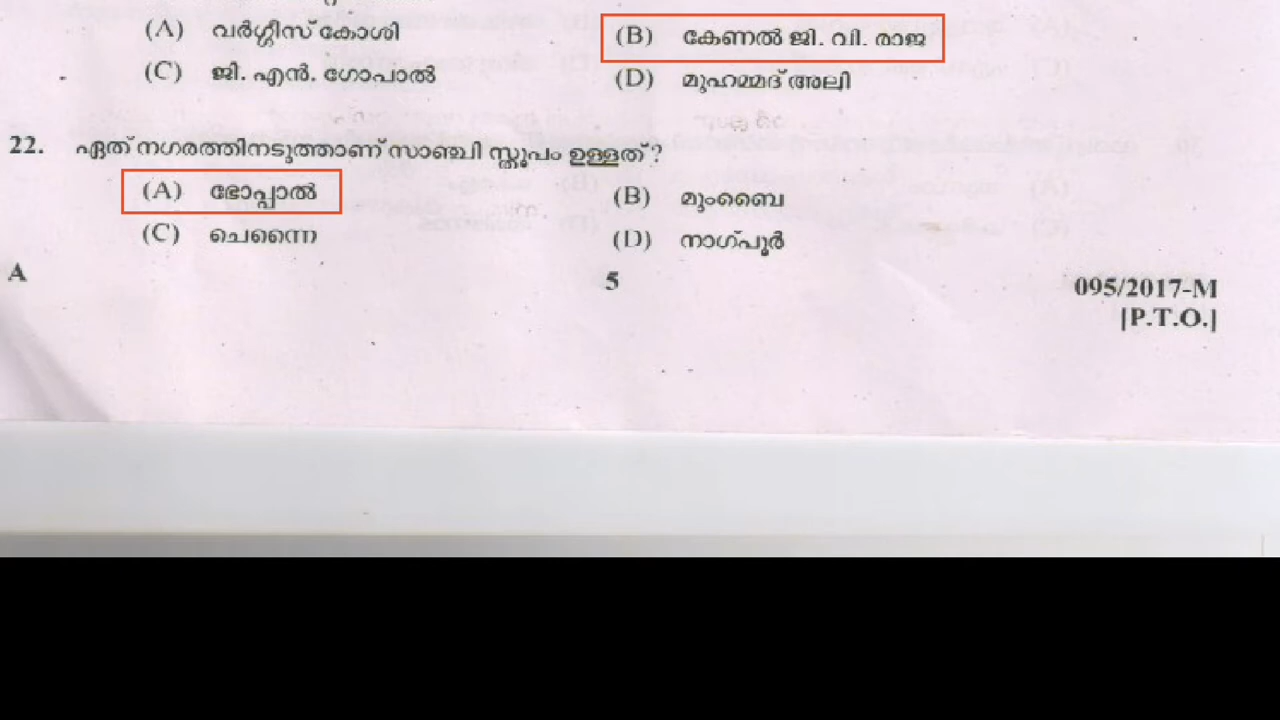 (A) വർഗ്ഗീസ് കോശി (B) കേണൽ ജി. വി. രാജ
(C) ജി. എൻ. ഗോപാൽ (D) മുഹമ്മദ് അലി
22. ഏത് നഗരത്തിനടുത്താണ് സാഞ്ചി സ്തൂപം ഉള്ളത് ?
(A) ഭോപ്പാൽ (B) മുംബൈ
(C) ചെന്നൈ (D) നാഗ്പൂർ
A 5 095/2017-M
[P.T.O.]